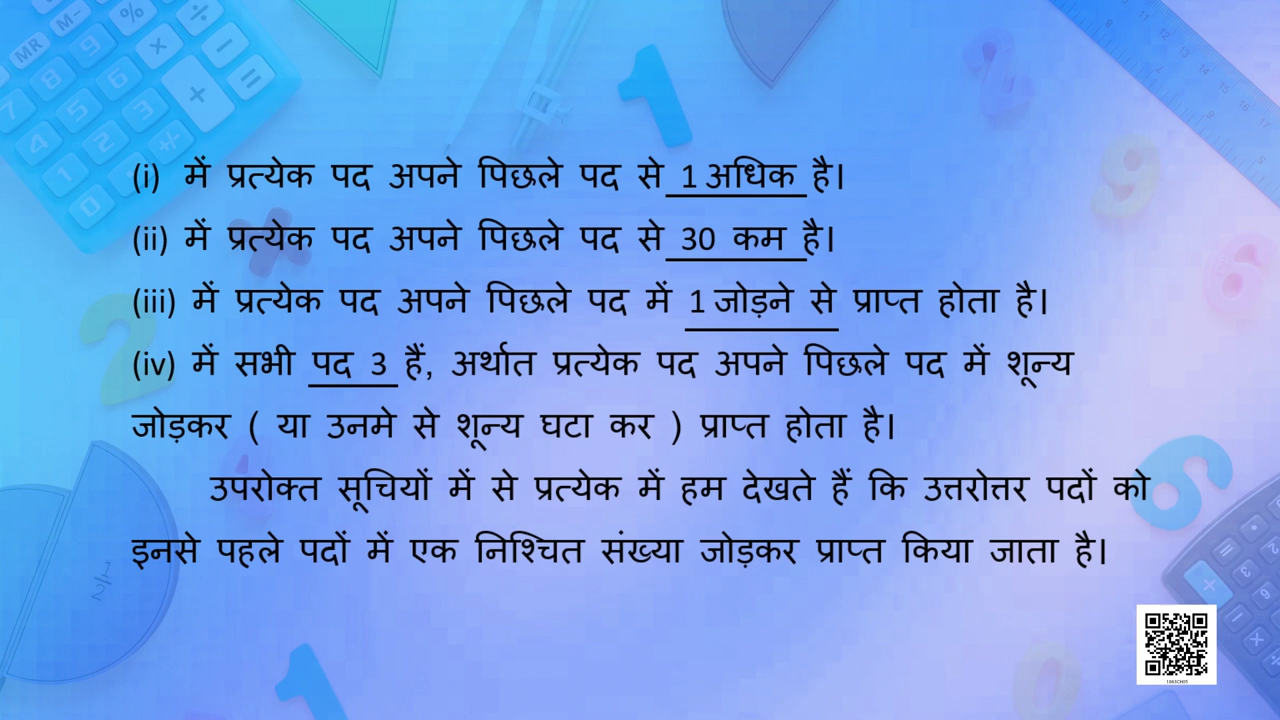 (i) में प्रत्येक पद अपने पिछले पद से 1 अधिक है।
(ii) में प्रत्येक पद अपने पिछले पद से 30 कम है।
(iii) में प्रत्येक पद अपने पिछले पद में 1 जोड़ने से प्राप्त होता है।
(iv) में सभी पद 3 हैं, अर्थात प्रत्येक पद अपने पिछले पद में शून्य
जोड़कर ( या उनमे से शून्य घटा कर ) प्राप्त होता है।
उपरोक्त सूचियों में से प्रत्येक में हम देखते हैं कि उत्तरोत्तर पदों को
इनसे पहले पदों में एक निश्चित संख्या जोड़कर प्राप्त किया जाता है।